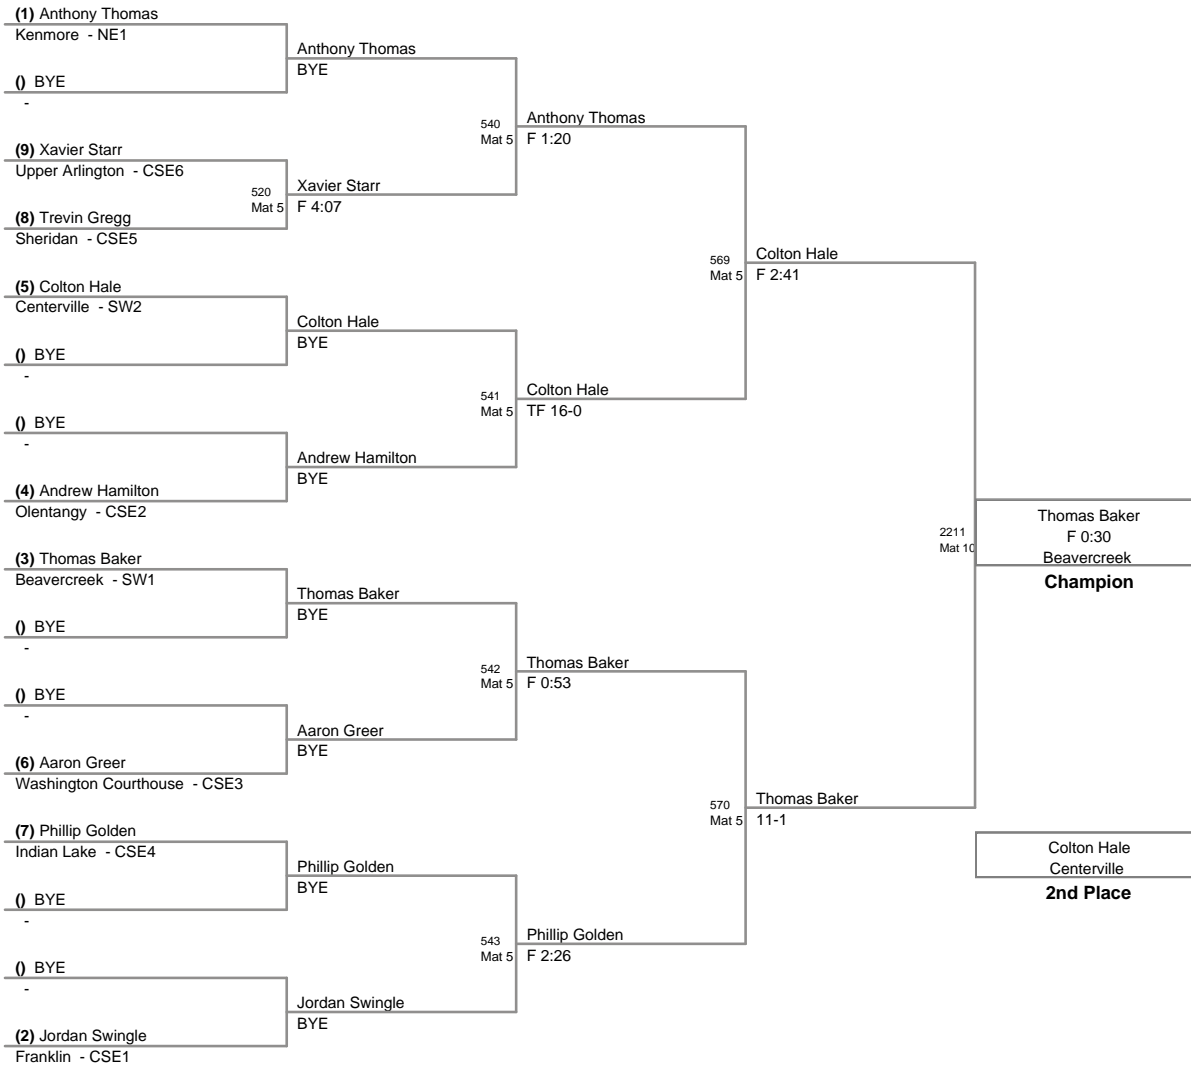 (1) Anthony Thomas
Kenmore - NE1
() BYE
-
(9) Xavier Starr
Upper Arlington - CSE6
(8) Trevin Gregg
Sheridan - CSE5
(5) Colton Hale
Centerville - SW2
() BYE
-
() BYE
-
(4) Andrew Hamilton
Olentangy - CSE2
(3) Thomas Baker
Beavercreek - SW1
() BYE
-
() BYE
-
(6) Aaron Greer
Washington Courthouse - CSE3
(7) Phillip Golden
Indian Lake - CSE4
() BYE
-
() BYE
-
(2) Jordan Swingle
Franklin - CSE1
Anthony Thomas
BYE
520
Mat 5
Xavier Starr
F 4:07
Colton Hale
BYE
Andrew Hamilton
BYE
Thomas Baker
BYE
Aaron Greer
BYE
Phillip Golden
BYE
Jordan Swingle
BYE
540
Mat 5
Anthony Thomas
F 1:20
541
Mat 5
Colton Hale
TF 16-0
542
Mat 5
Thomas Baker
F 0:53
543
Mat 5
Phillip Golden
F 2:26
569
Mat 5
Colton Hale
F 2:41
570
Mat 5
Thomas Baker
11-1
2211
Mat 10
Thomas Baker
F 0:30
Beavercreek
Champion
Colton Hale
Centerville
2nd Place